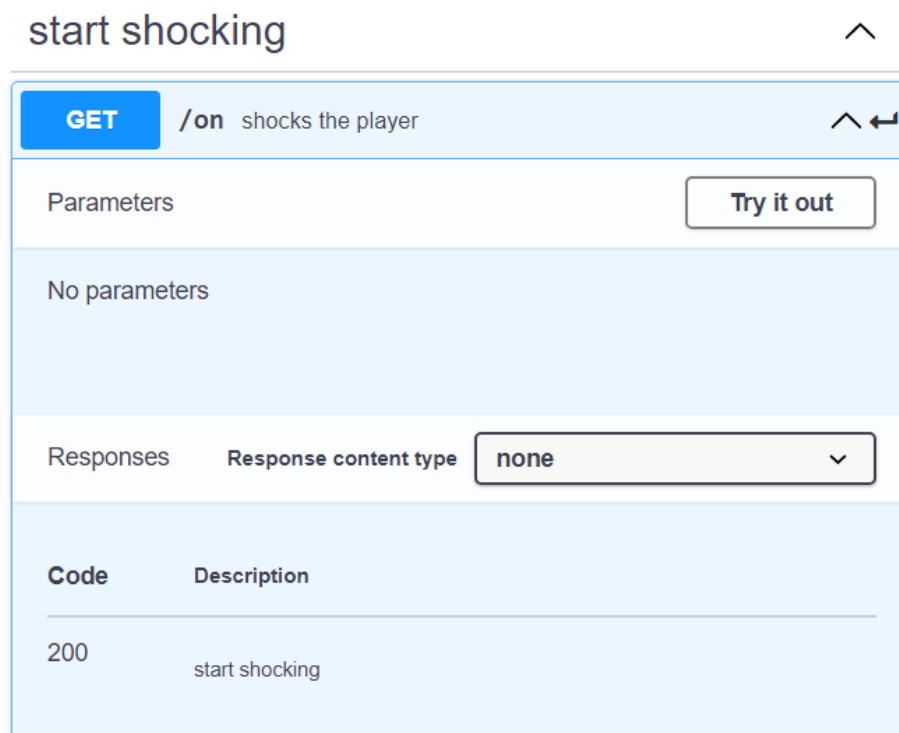 start shocking
GET /on shocks the player
Parameters Try it out
No parameters
Responses Response content type none
Code Description
200 start shocking